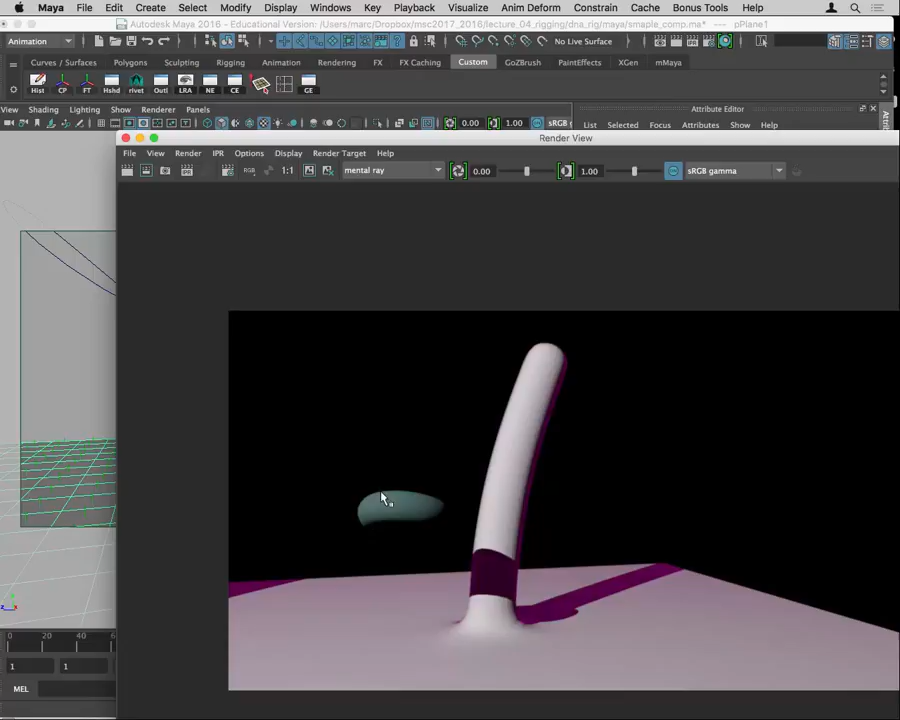 Maya File Edit Create Select Modify Display Windows Key Playback Visualize Anim Deform Constrain Cache Bonus Tools Help
Autodesk Maya 2016 - Educational Version: /Users/marc/Dropbox/msc2017_2016/lecture_04_rigging/dna_rig/maya/smaple_comp.ma* --- pPlane1
Animation No Live Surface
Curves / Surfaces Polygons Sculpting Rigging Animation Rendering FX FX Caching Custom GoZBrush PaintEffects XGen mMaya
Hist CP FT Hshd rivet Outl LRA NE CE GE
View Shading Lighting Show Renderer Panels Attribute Editor
0.00 1.00 sRGB g List Selected Focus Attributes Show Help
Render View
File View Render IPR Options Display Render Target Help
RGB 1:1 mental ray 0.00 1.00 sRGB gamma
z x
0 20 40 60
1 1
MEL